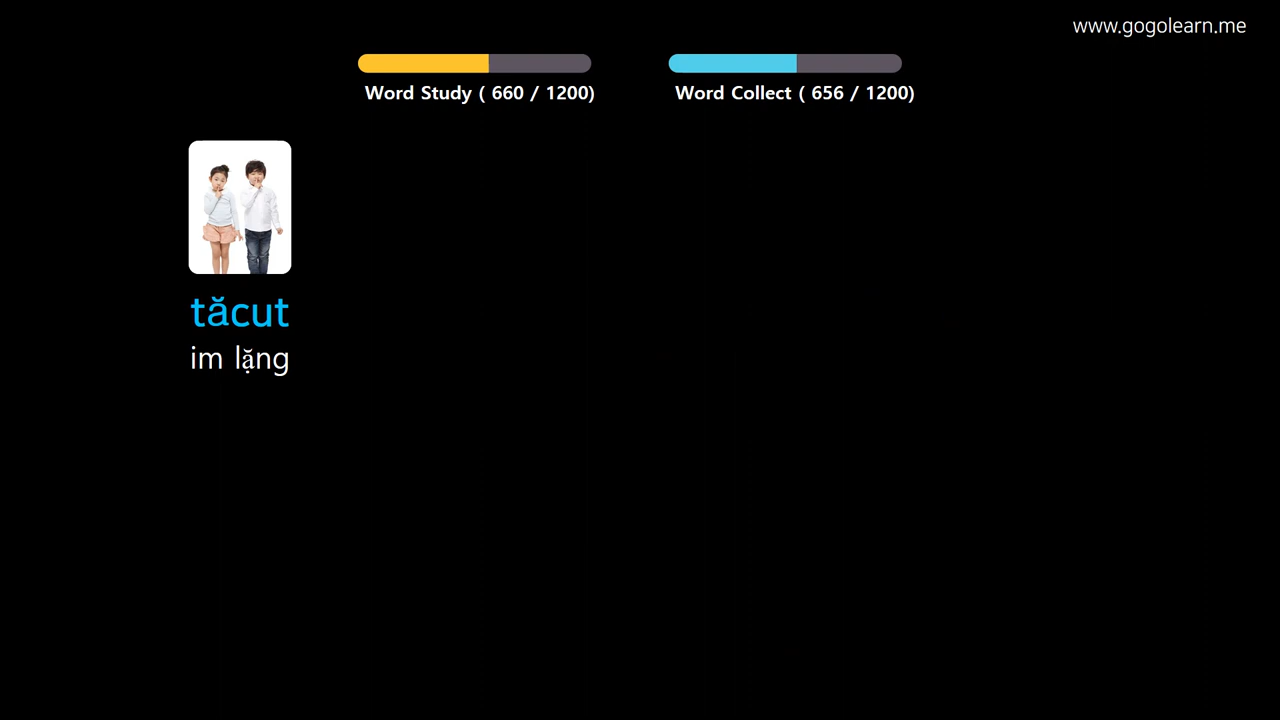 www.gogolearn.me
Word Study ( 660 / 1200)
Word Collect ( 656 / 1200)
tăcut
im lặng